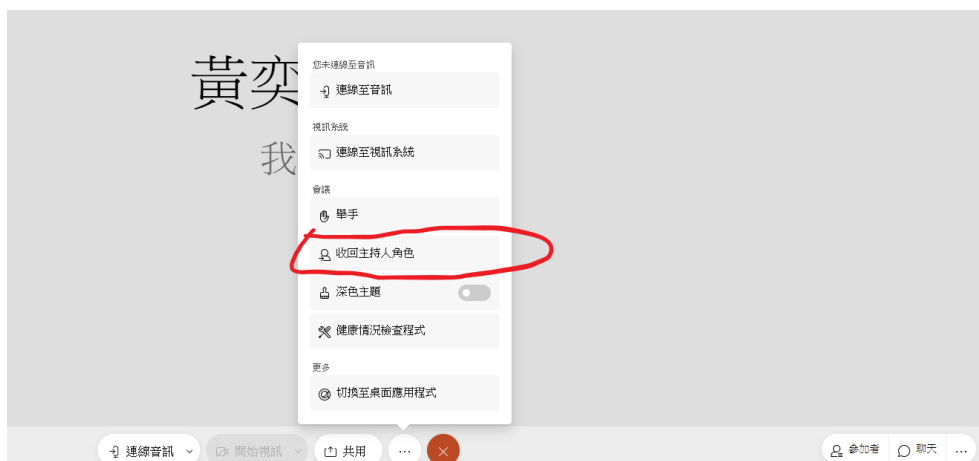 黃奕
您未連線至音訊
連線至音訊
視訊系統
連線至視訊系統
我
會議
舉手
收回主持人角色
深色主題
健康情況檢查程式
更多
切換至桌面應用程式
連線音訊
開始視訊
共用
參加者
聊天